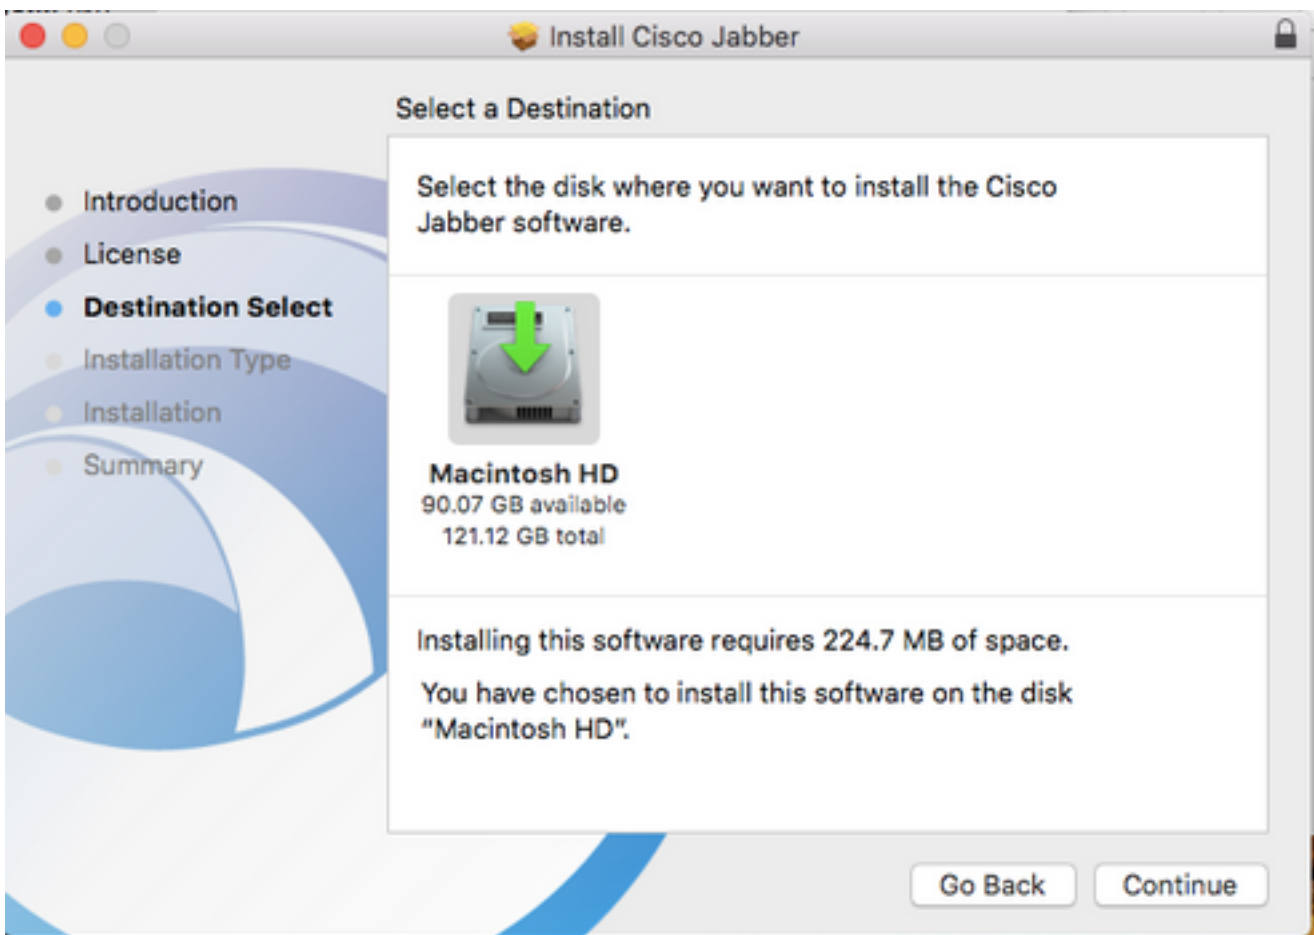 Install Cisco Jabber
Select a Destination
Introduction
License
Destination Select
Installation Type
Installation
Summary
Select the disk where you want to install the Cisco
Jabber software.
Macintosh HD
90.07 GB available
121.12 GB total
Installing this software requires 224.7 MB of space.
You have chosen to install this software on the disk
“Macintosh HD”.
Go Back
Continue